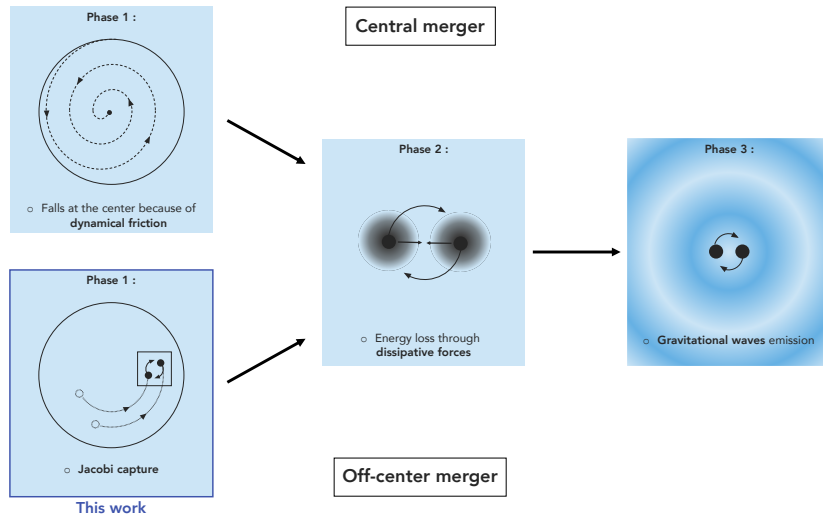 Phase 1 :
Central merger
○ Falls at the center because of
dynamical friction
Phase 2 :
○ Energy loss through
dissipative forces
Phase 3 :
○ Gravitational waves emission
Phase 1 :
○ Jacobi capture
This work
Off-center merger